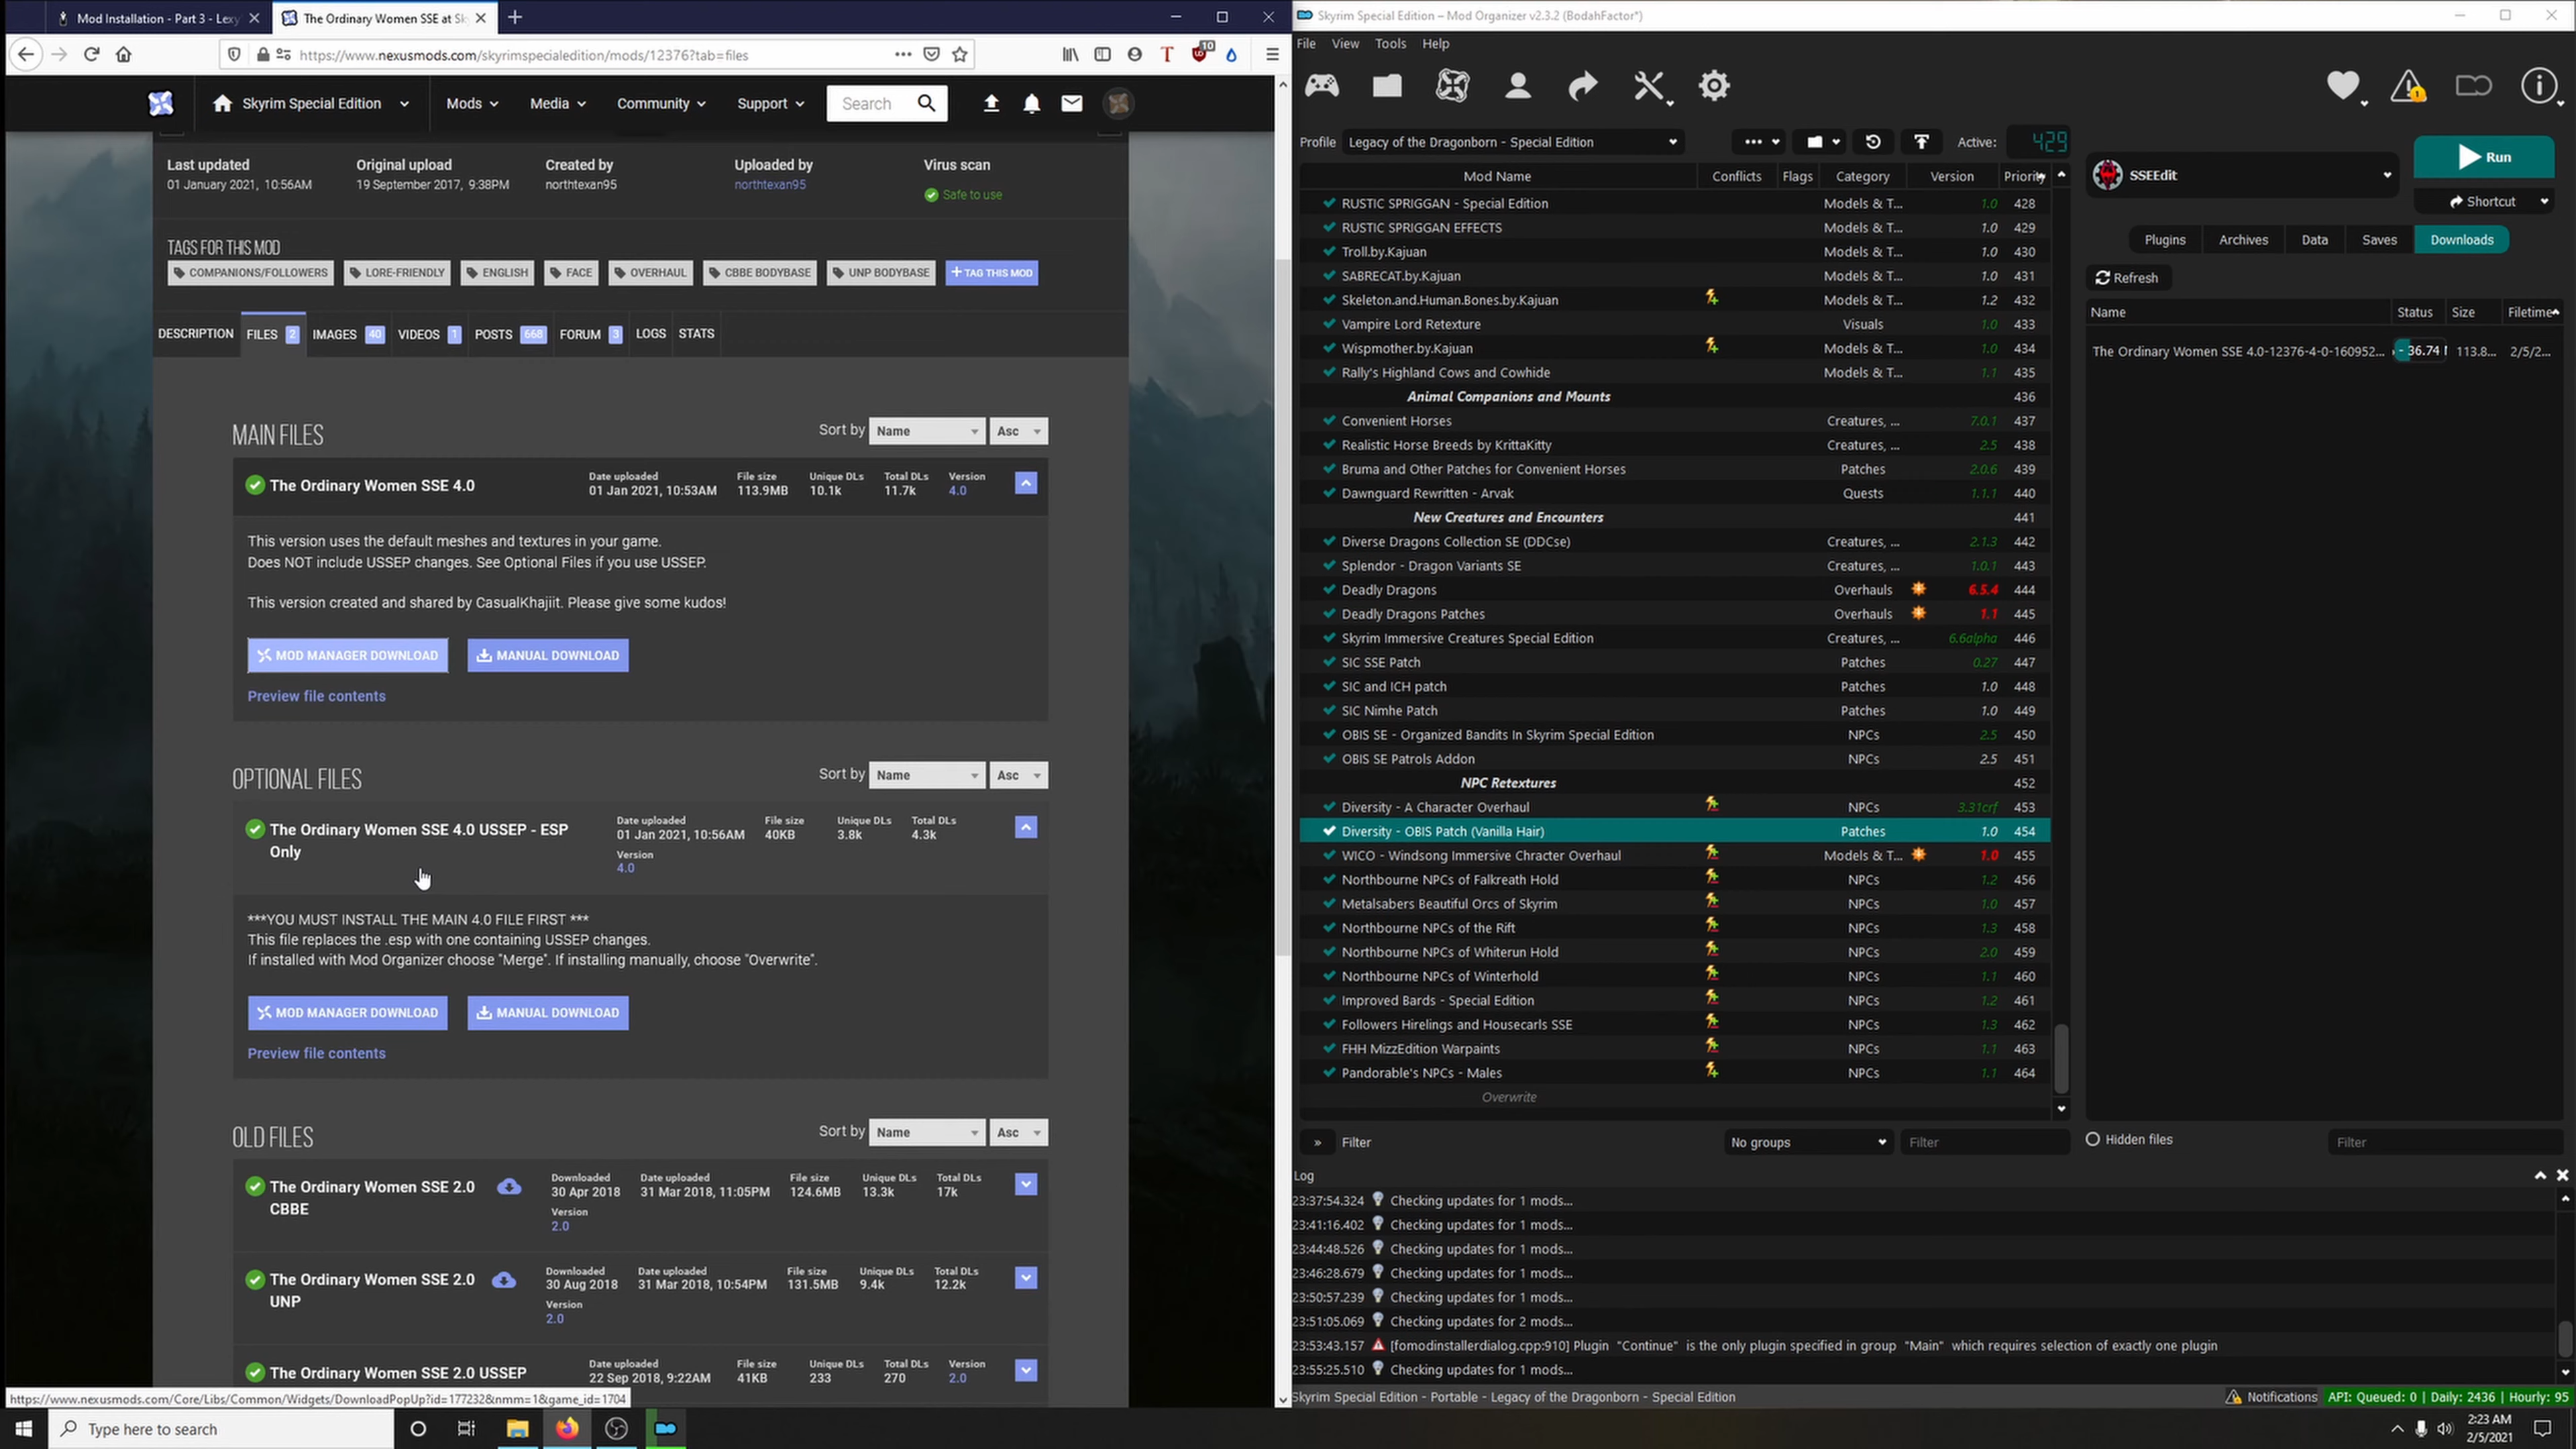 Mod Installation - Part 3 - Lexy
The Ordinary Women SSE at Sk
https://www.nexusmods.com/skyrimspecialedition/mods/12376?tab=files
10
Skyrim Special Edition
Mods
Media
Community
Support
Search
Last updated
01 January 2021, 10:56AM
Original upload
19 September 2017, 9:38PM
Created by
northtexan95
Uploaded by
northtexan95
Virus scan
Safe to use
TAGS FOR THIS MOD
COMPANIONS/FOLLOWERS
LORE-FRIENDLY
ENGLISH
FACE
OVERHAUL
CBBE BODYBASE
UNP BODYBASE
+ TAG THIS MOD
DESCRIPTION
FILES 2
IMAGES 40
VIDEOS 1
POSTS 668
FORUM 3
LOGS
STATS
MAIN FILES
Sort by Name Asc
The Ordinary Women SSE 4.0
Date uploaded
01 Jan 2021, 10:53AM
File size
113.9MB
Unique DLs
10.1k
Total DLs
11.7k
Version
4.0
This version uses the default meshes and textures in your game.
Does NOT include USSEP changes. See Optional Files if you use USSEP.
This version created and shared by CasualKhajiit. Please give some kudos!
MOD MANAGER DOWNLOAD
MANUAL DOWNLOAD
Preview file contents
OPTIONAL FILES
Sort by Name Asc
The Ordinary Women SSE 4.0 USSEP - ESP
Only
Date uploaded
01 Jan 2021, 10:56AM
File size
40KB
Unique DLs
3.8k
Total DLs
4.3k
Version
4.0
***YOU MUST INSTALL THE MAIN 4.0 FILE FIRST ***
This file replaces the .esp with one containing USSEP changes.
If installed with Mod Organizer choose "Merge". If installing manually, choose "Overwrite".
MOD MANAGER DOWNLOAD
MANUAL DOWNLOAD
Preview file contents
OLD FILES
Sort by Name Asc
The Ordinary Women SSE 2.0
CBBE
Downloaded
30 Apr 2018
Date uploaded
31 Mar 2018, 11:05PM
File size
124.6MB
Unique DLs
13.3k
Total DLs
17k
Version
2.0
The Ordinary Women SSE 2.0
UNP
Downloaded
30 Aug 2018
Date uploaded
31 Mar 2018, 10:54PM
File size
131.5MB
Unique DLs
9.4k
Total DLs
12.2k
Version
2.0
The Ordinary Women SSE 2.0 USSEP
Date uploaded
22 Sep 2018, 9:22AM
File size
41KB
Unique DLs
233
Total DLs
270
Version
2.0
https://www.nexusmods.com/Core/Libs/Common/Widgets/DownloadPopUp?id=177232&nmm=1&game_id=1704
Skyrim Special Edition – Mod Organizer v2.3.2 (BodahFactor*)
File View Tools Help
Profile Legacy of the Dragonborn - Special Edition
Active: 429
Mod Name Conflicts Flags Category Version Priority
RUSTIC SPRIGGAN - Special Edition Models & T... 1.0 428
RUSTIC SPRIGGAN EFFECTS Models & T... 1.0 429
Troll.by.Kajuan Models & T... 1.0 430
SABRECAT.by.Kajuan Models & T... 1.0 431
Skeleton.and.Human.Bones.by.Kajuan Models & T... 1.2 432
Vampire Lord Retexture Visuals 1.0 433
Wispmother.by.Kajuan Models & T... 1.0 434
Rally's Highland Cows and Cowhide Models & T... 1.1 435
Animal Companions and Mounts 436
Convenient Horses Creatures, ... 7.0.1 437
Realistic Horse Breeds by KrittaKitty Creatures, ... 2.5 438
Bruma and Other Patches for Convenient Horses Patches 2.0.6 439
Dawnguard Rewritten - Arvak Quests 1.1.1 440
New Creatures and Encounters 441
Diverse Dragons Collection SE (DDCse) Creatures, ... 2.1.3 442
Splendor - Dragon Variants SE Creatures, ... 1.0.1 443
Deadly Dragons Overhauls 6.5.4 444
Deadly Dragons Patches Overhauls 1.1 445
Skyrim Immersive Creatures Special Edition Creatures, ... 6.6alpha 446
SIC SSE Patch Patches 0.27 447
SIC and ICH patch Patches 1.0 448
SIC Nimhe Patch Patches 1.0 449
OBIS SE - Organized Bandits In Skyrim Special Edition NPCs 2.5 450
OBIS SE Patrols Addon NPCs 2.5 451
NPC Retextures 452
Diversity - A Character Overhaul NPCs 3.31crf 453
Diversity - OBIS Patch (Vanilla Hair) Patches 1.0 454
WICO - Windsong Immersive Chracter Overhaul Models & T... 1.0 455
Northbourne NPCs of Falkreath Hold NPCs 1.2 456
Metalsabers Beautiful Orcs of Skyrim NPCs 1.0 457
Northbourne NPCs of the Rift NPCs 1.3 458
Northbourne NPCs of Whiterun Hold NPCs 2.0 459
Northbourne NPCs of Winterhold NPCs 1.1 460
Improved Bards - Special Edition NPCs 1.2 461
Followers Hirelings and Housecarls SSE NPCs 1.3 462
FHH MizzEdition Warpaints NPCs 1.1 463
Pandorable's NPCs - Males NPCs 1.1 464
Overwrite
» Filter
No groups
Filter
SSEEdit
Run
Shortcut
Plugins Archives Data Saves Downloads
Refresh
Name Status Size Filetime
The Ordinary Women SSE 4.0-12376-4-0-160952... - 36.74 113.8... 2/5/2...
Hidden files
Filter
Log
23:37:54.324 Checking updates for 1 mods...
23:41:16.402 Checking updates for 1 mods...
23:44:48.526 Checking updates for 1 mods...
23:46:28.679 Checking updates for 1 mods...
23:50:57.239 Checking updates for 1 mods...
23:51:05.069 Checking updates for 2 mods...
23:53:43.157 [fomodinstallerdialog.cpp:910] Plugin "Continue" is the only plugin specified in group "Main" which requires selection of exactly one plugin
23:55:25.510 Checking updates for 1 mods...
Skyrim Special Edition - Portable - Legacy of the Dragonborn - Special Edition
Notifications
API: Queued: 0 | Daily: 2436 | Hourly: 95
Type here to search
2:23 AM
2/5/2021